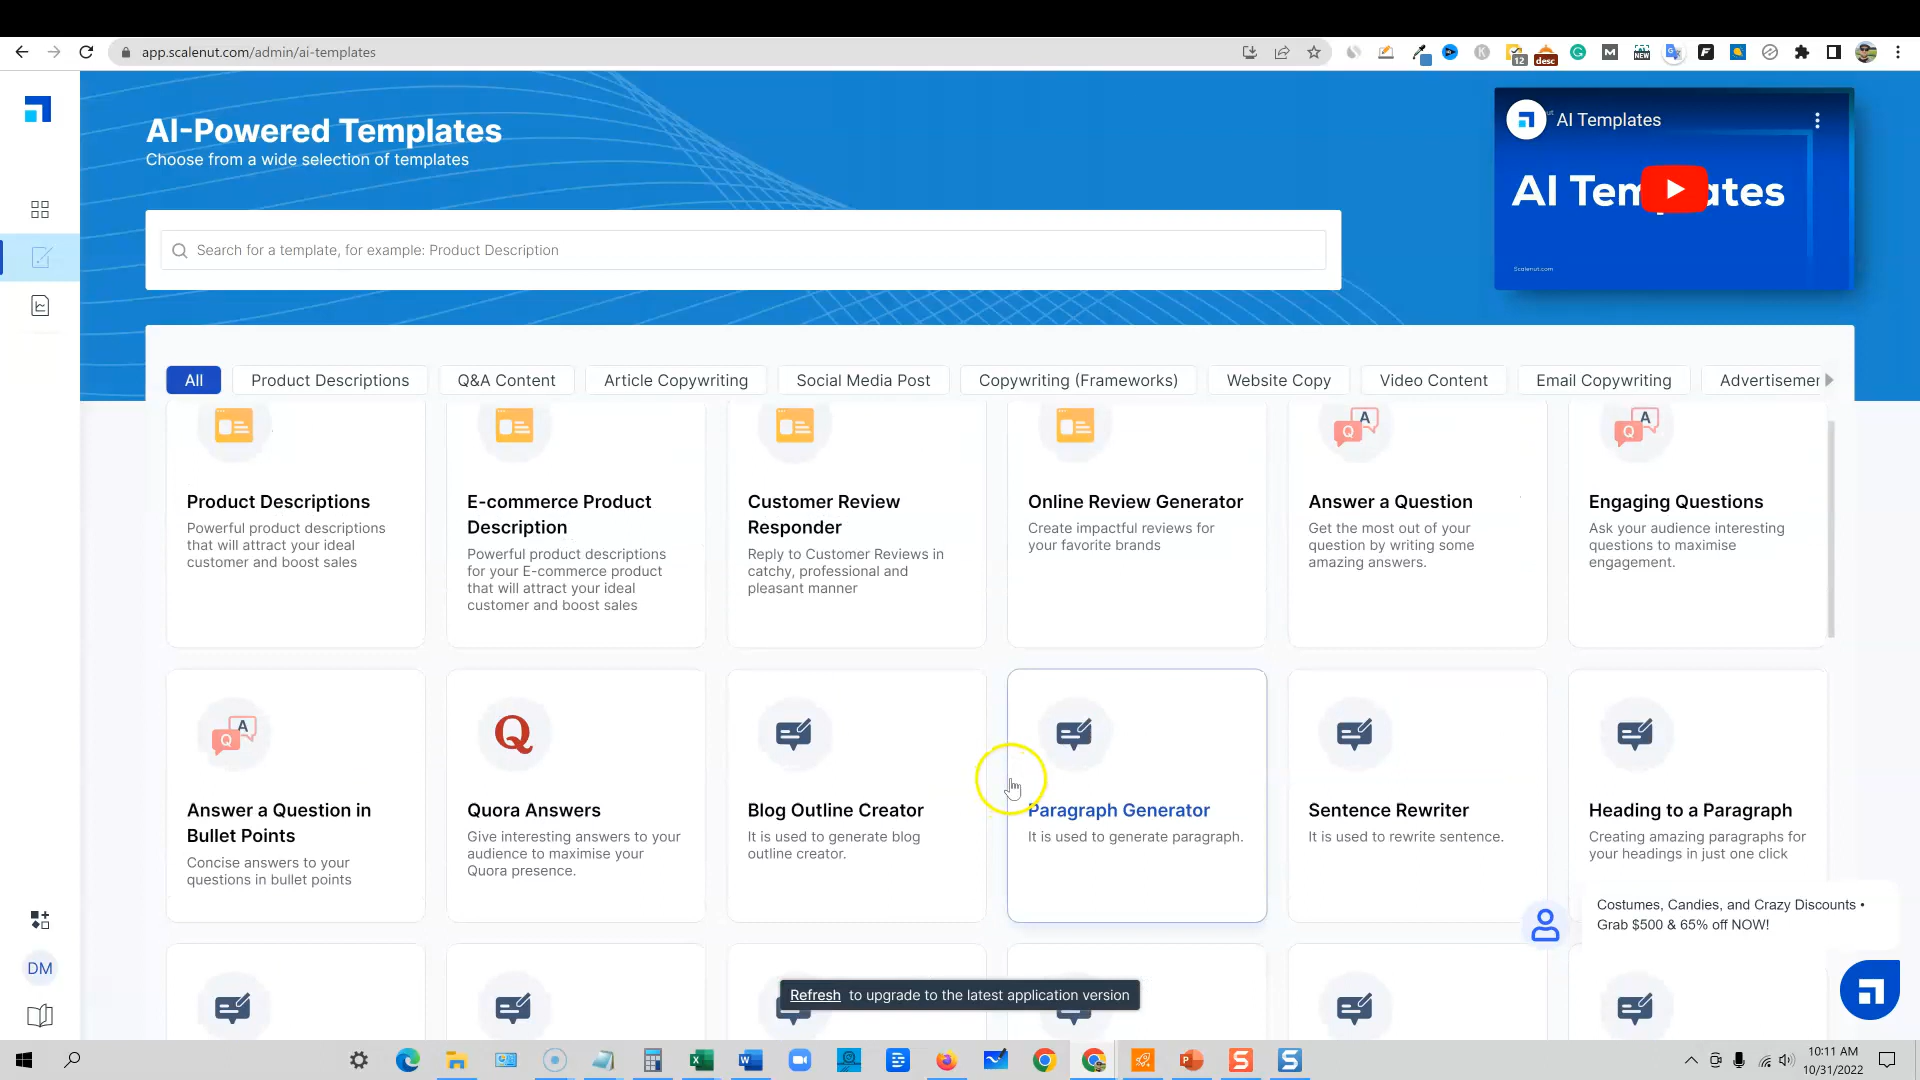 app.scalenut.com/admin/ai-templates
12
desc
NEW
AI-Powered Templates
Choose from a wide selection of templates
AI Templates
AI Templates
Scalenut.com
Search for a template, for example: Product Description
All
Product Descriptions
Q&A Content
Article Copywriting
Social Media Post
Copywriting (Frameworks)
Website Copy
Video Content
Email Copywriting
Product Descriptions
Powerful product descriptions
that will attract your ideal
customer and boost sales
E-commerce Product
Description
Powerful product descriptions
for your E-commerce product
that will attract your ideal
customer and boost sales
Customer Review
Responder
Reply to Customer Reviews in
catchy, professional and
pleasant manner
Online Review Generator
Create impactful reviews for
your favorite brands
Q A
Answer a Question
Get the most out of your
question by writing some
amazing answers.
Q A
Engaging Questions
Ask your audience interesting
questions to maximise
engagement.
Q A
Answer a Question in
Bullet Points
Concise answers to your
questions in bullet points
Q
Quora Answers
Give interesting answers to your
audience to maximise your
Quora presence.
Blog Outline Creator
It is used to generate blog
outline creator.
Paragraph Generator
It is used to generate paragraph.
Sentence Rewriter
It is used to rewrite sentence.
Heading to a Paragraph
Creating amazing paragraphs for
your headings in just one click
Costumes, Candies, and Crazy Discounts •
Grab $500 & 65% off NOW!
DM
Refresh to upgrade to the latest application version
10:11 AM
10/31/2022